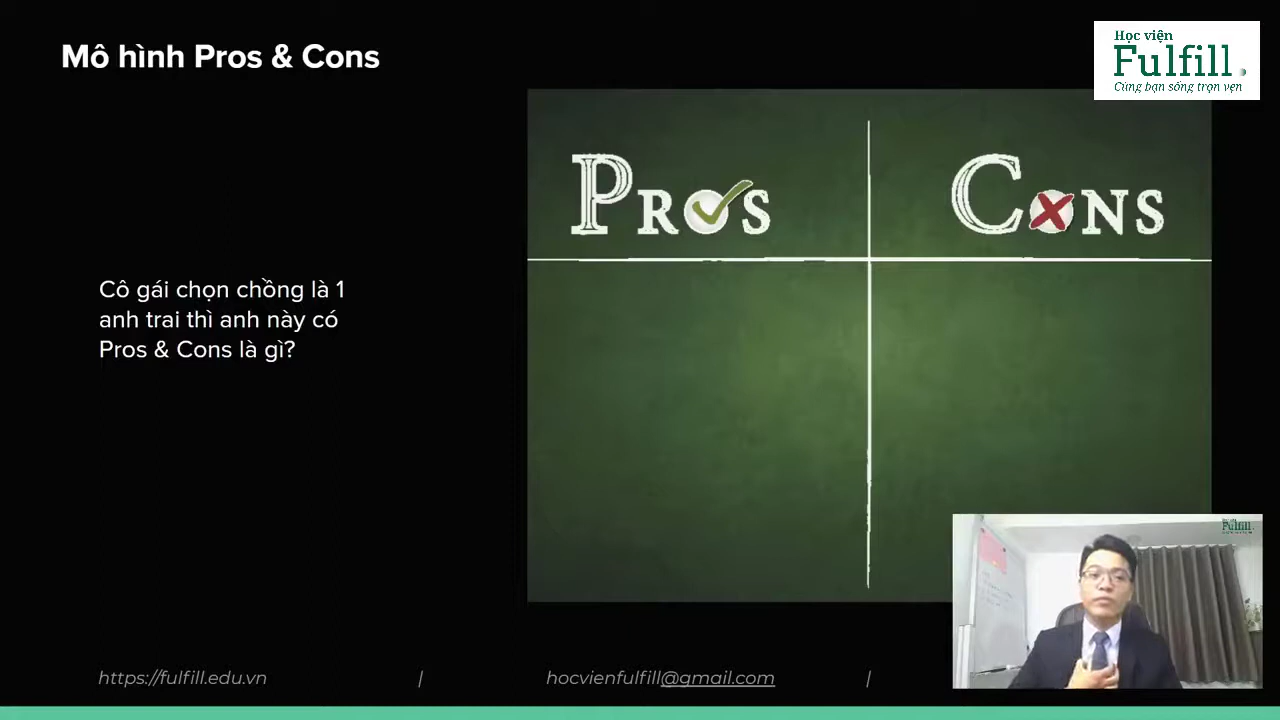 Mô hình Pros & Cons
Học viện
Fulfill.
Cùng bạn sống trọn vẹn
PROS
CONS
Cô gái chọn chồng là 1
anh trai thì anh này có
Pros & Cons là gì?
Fulfill.
https://fulfill.edu.vn
|
hocvienfulfill@gmail.com
|